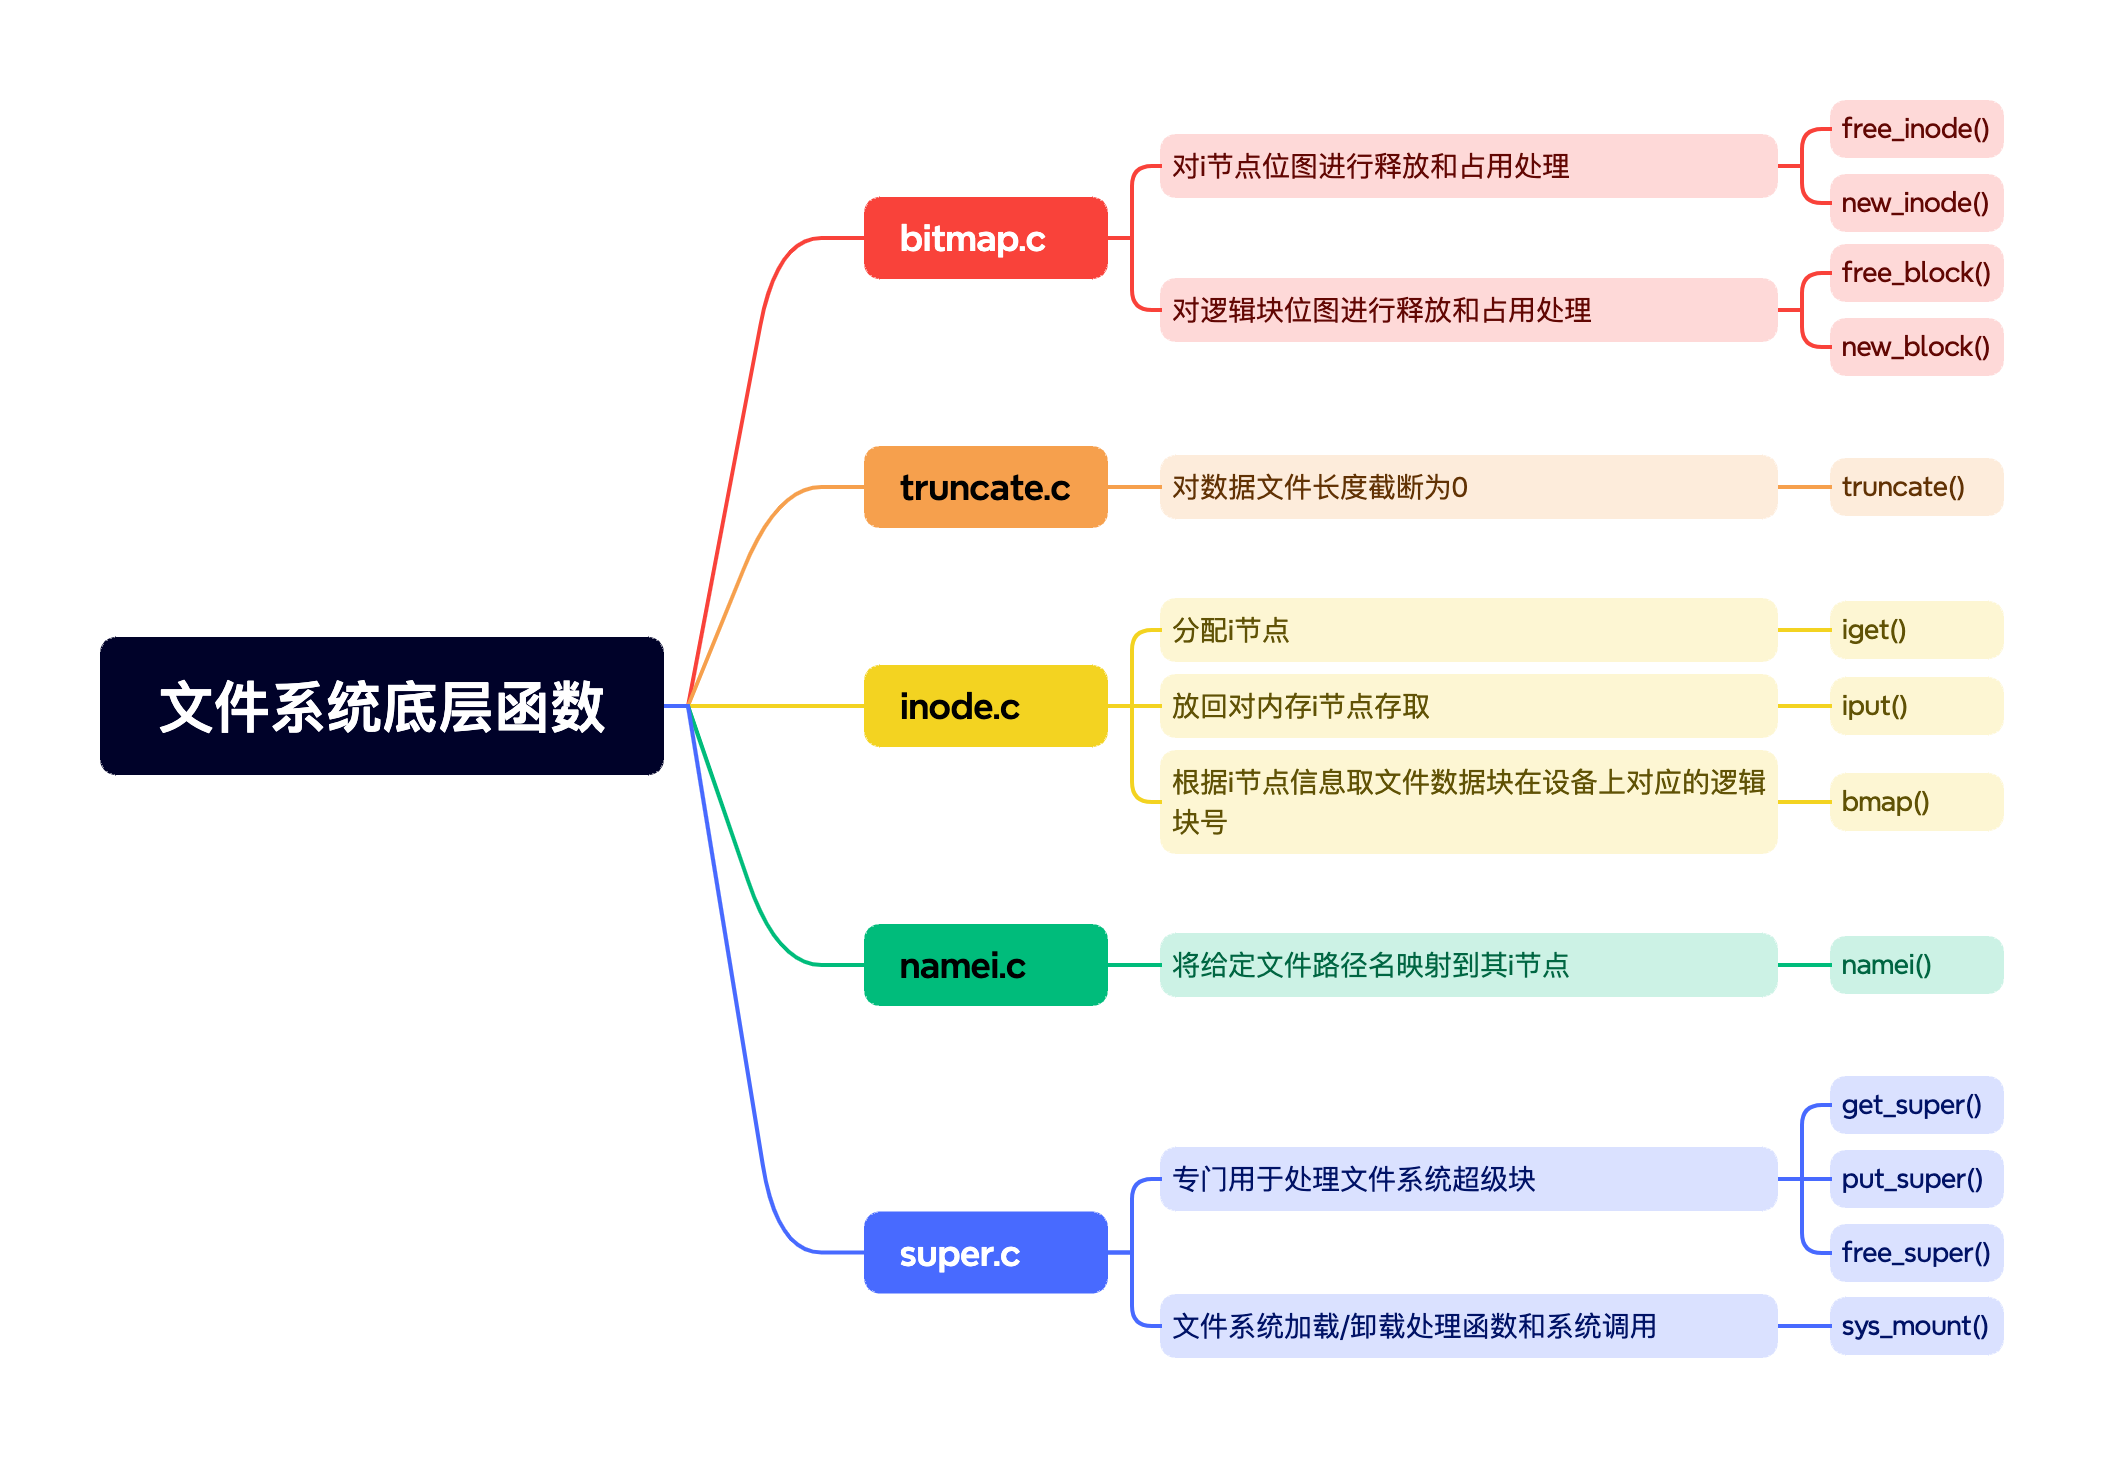 文件系统底层函数
bitmap.c
对i节点位图进行释放和占用处理
free_inode()
new_inode()
对逻辑块位图进行释放和占用处理
free_block()
new_block()
truncate.c
对数据文件长度截断为0
truncate()
inode.c
分配i节点
iget()
放回对内存i节点存取
iput()
根据i节点信息取文件数据块在设备上对应的逻辑
块号
bmap()
namei.c
将给定文件路径名映射到其i节点
namei()
super.c
专门用于处理文件系统超级块
get_super()
put_super()
free_super()
文件系统加载/卸载处理函数和系统调用
sys_mount()